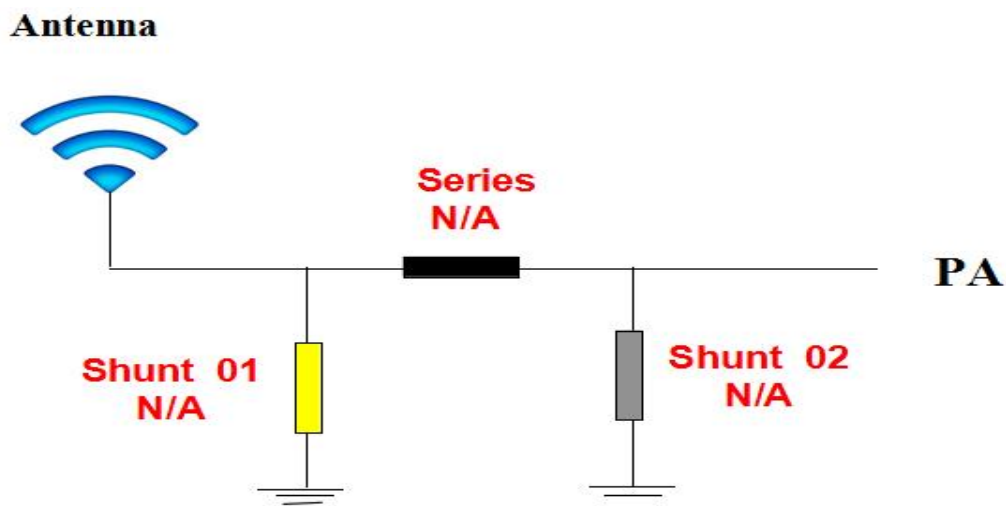 Antenna
Series
N/A
PA
Shunt 01
N/A
Shunt 02
N/A